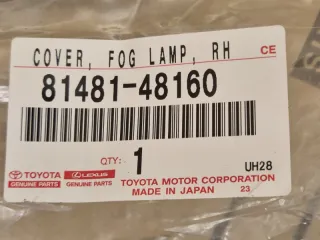 COVER, FOG LAMP, RH CE
81481-48160
QTY: 1 UH28
TOYOTA LEXUS TOYOTA MOTOR CORPORATION
GENUINE PARTS GENUINE PARTS MADE IN JAPAN 23